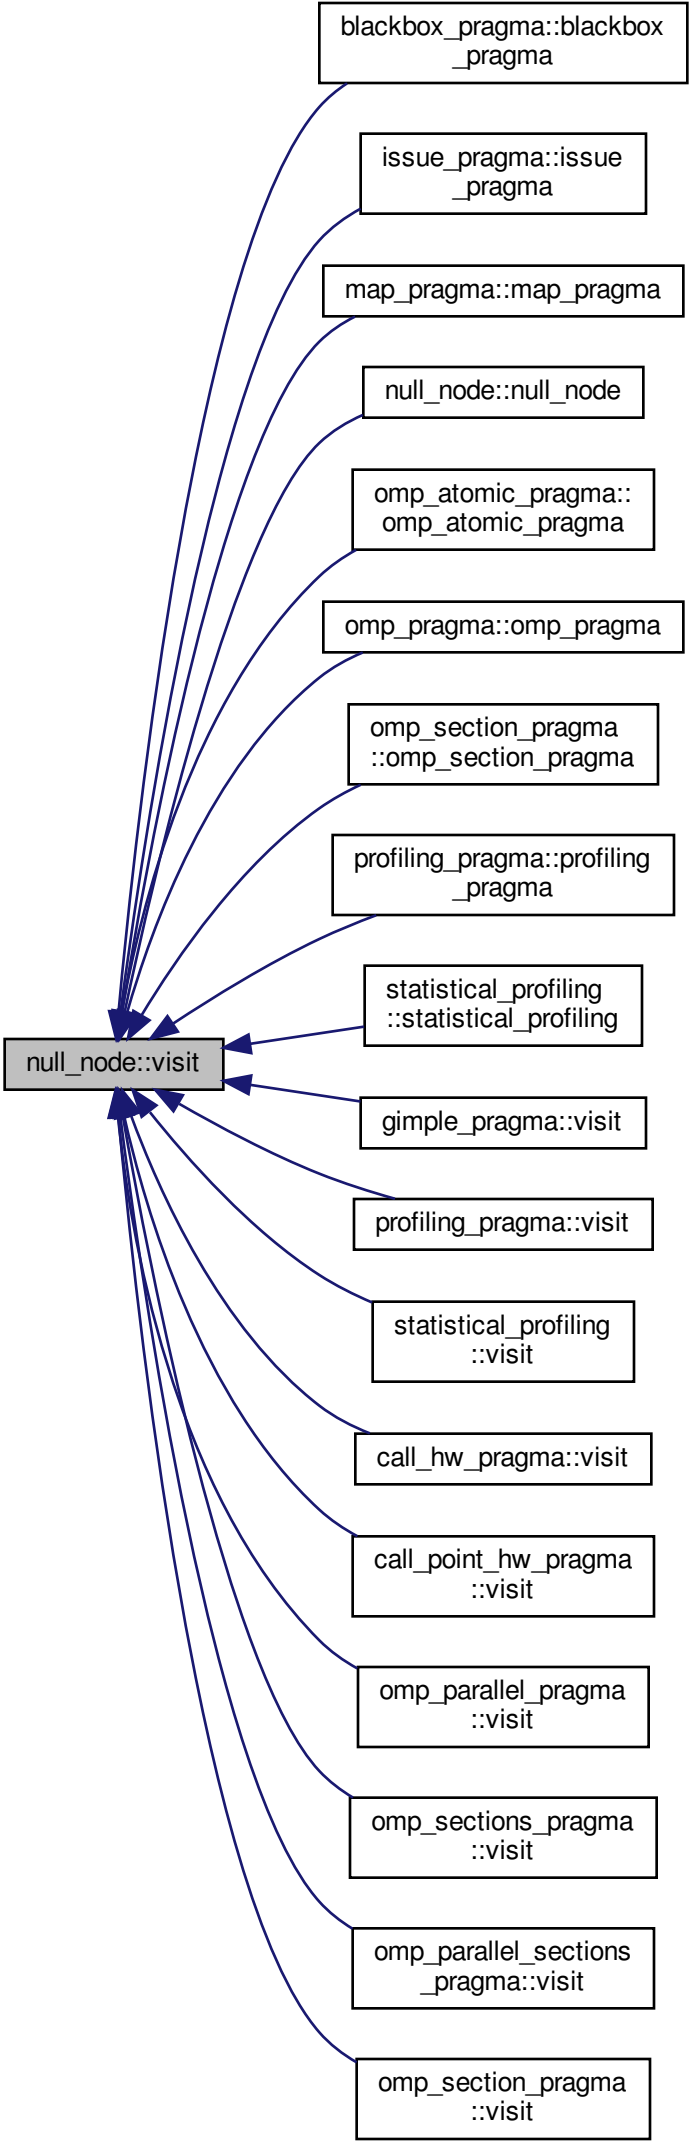 blackbox_pragma::blackbox
_pragma
issue_pragma::issue
_pragma
map_pragma::map_pragma
null_node::null_node
omp_atomic_pragma::
omp_atomic_pragma
omp_pragma::omp_pragma
omp_section_pragma
::omp_section_pragma
profiling_pragma::profiling
_pragma
statistical_profiling
::statistical_profiling
null_node::visit
gimple_pragma::visit
profiling_pragma::visit
statistical_profiling
::visit
call_hw_pragma::visit
call_point_hw_pragma
::visit
omp_parallel_pragma
::visit
omp_sections_pragma
::visit
omp_parallel_sections
_pragma::visit
omp_section_pragma
::visit